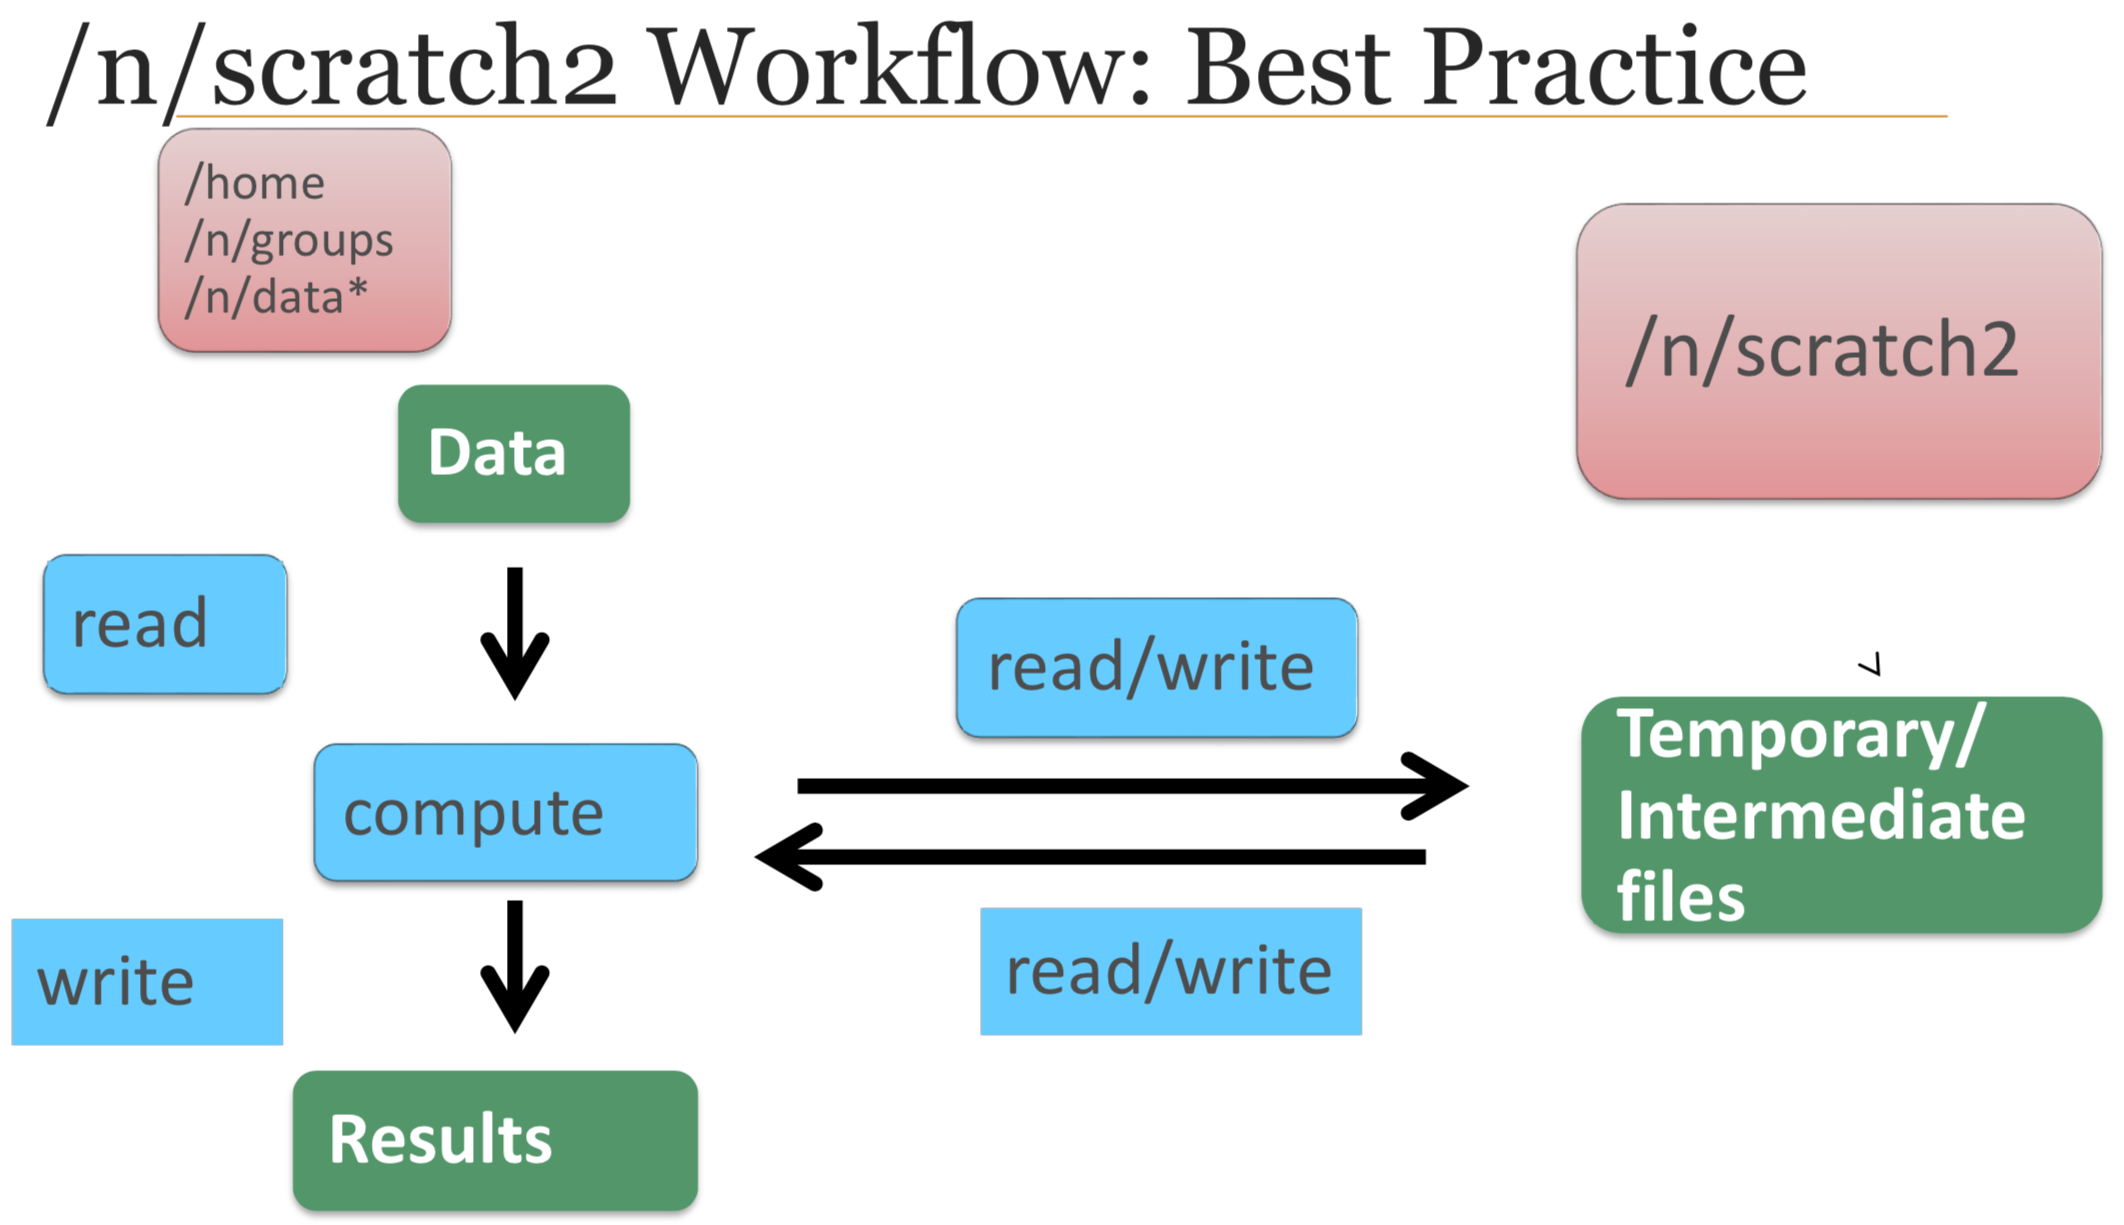 /n/scratch2 Workflow: Best Practice
/home
/n/groups
/n/data*
/n/scratch2
Data
read
read/write
compute
Temporary/
Intermediate
files
write
read/write
Results